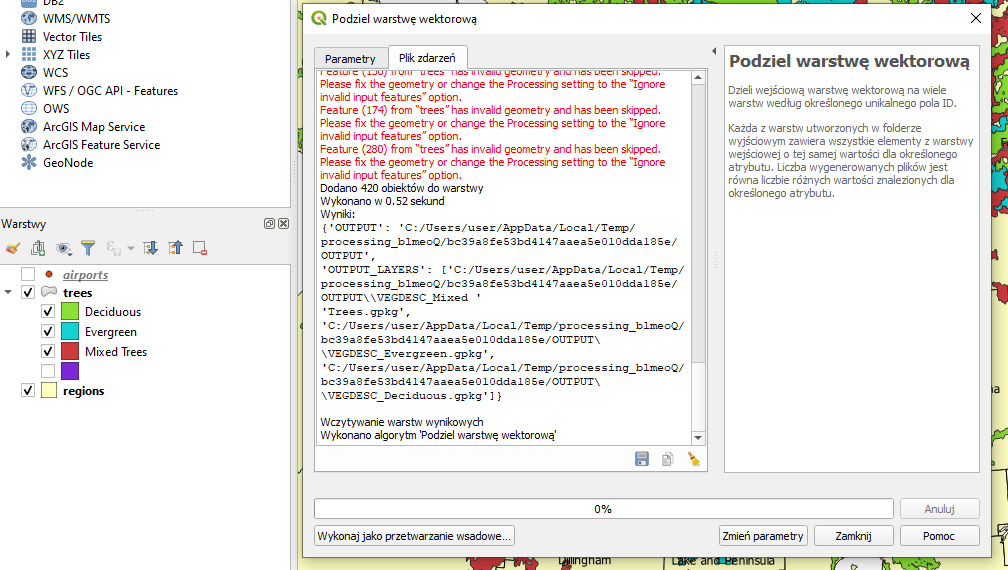 DB2
WMS/WMTS
Vector Tiles
XYZ Tiles
WCS
WFS / OGC API - Features
OWS
ArcGIS Map Service
ArcGIS Feature Service
GeoNode
Warstwy
airports
trees
Deciduous
Evergreen
Mixed Trees
regions
Podziel warstwę wektorową
Parametry
Plik zdarzeń
Feature (150) from “trees” has invalid geometry and has been skipped.
Please fix the geometry or change the Processing setting to the “Ignore
invalid input features” option.
Feature (174) from “trees” has invalid geometry and has been skipped.
Please fix the geometry or change the Processing setting to the “Ignore
invalid input features” option.
Feature (280) from “trees” has invalid geometry and has been skipped.
Please fix the geometry or change the Processing setting to the “Ignore
invalid input features” option.
Dodano 420 obiektów do warstwy
Wykonano w 0.52 sekund
Wyniki:
{'OUTPUT': 'C:/Users/user/AppData/Local/Temp/
processing_blmeoQ/bc39a8fe53bd4147aaea5e010dda185e/
OUTPUT',
'OUTPUT_LAYERS': ['C:/Users/user/AppData/Local/Temp/
processing_blmeoQ/bc39a8fe53bd4147aaea5e010dda185e/
OUTPUT\\VEGDESC_Mixed '
'Trees.gpkg',
'C:/Users/user/AppData/Local/Temp/processing_blmeoQ/
bc39a8fe53bd4147aaea5e010dda185e/OUTPUT\
\VEGDESC_Evergreen.gpkg',
'C:/Users/user/AppData/Local/Temp/processing_blmeoQ/
bc39a8fe53bd4147aaea5e010dda185e/OUTPUT\
\VEGDESC_Deciduous.gpkg']}
Wczytywanie warstw wynikowych
Wykonano algorytm 'Podziel warstwę wektorową'
Podziel warstwę wektorową
Dzieli wejściową warstwę wektorową na wiele
warstw według określonego unikalnego pola ID.
Każda z warstw utworzonych w folderze
wyjściowym zawiera wszystkie elementy z warstwy
wejściowej o tej samej wartości dla określonego
atrybutu. Liczba wygenerowanych plików jest
równa liczbie różnych wartości znalezionych dla
określonego atrybutu.
0%
Anuluj
Wykonaj jako przetwarzanie wsadowe...
Zmień parametry
Zamknij
Pomoc
Dillingham
Lake and Peninsula